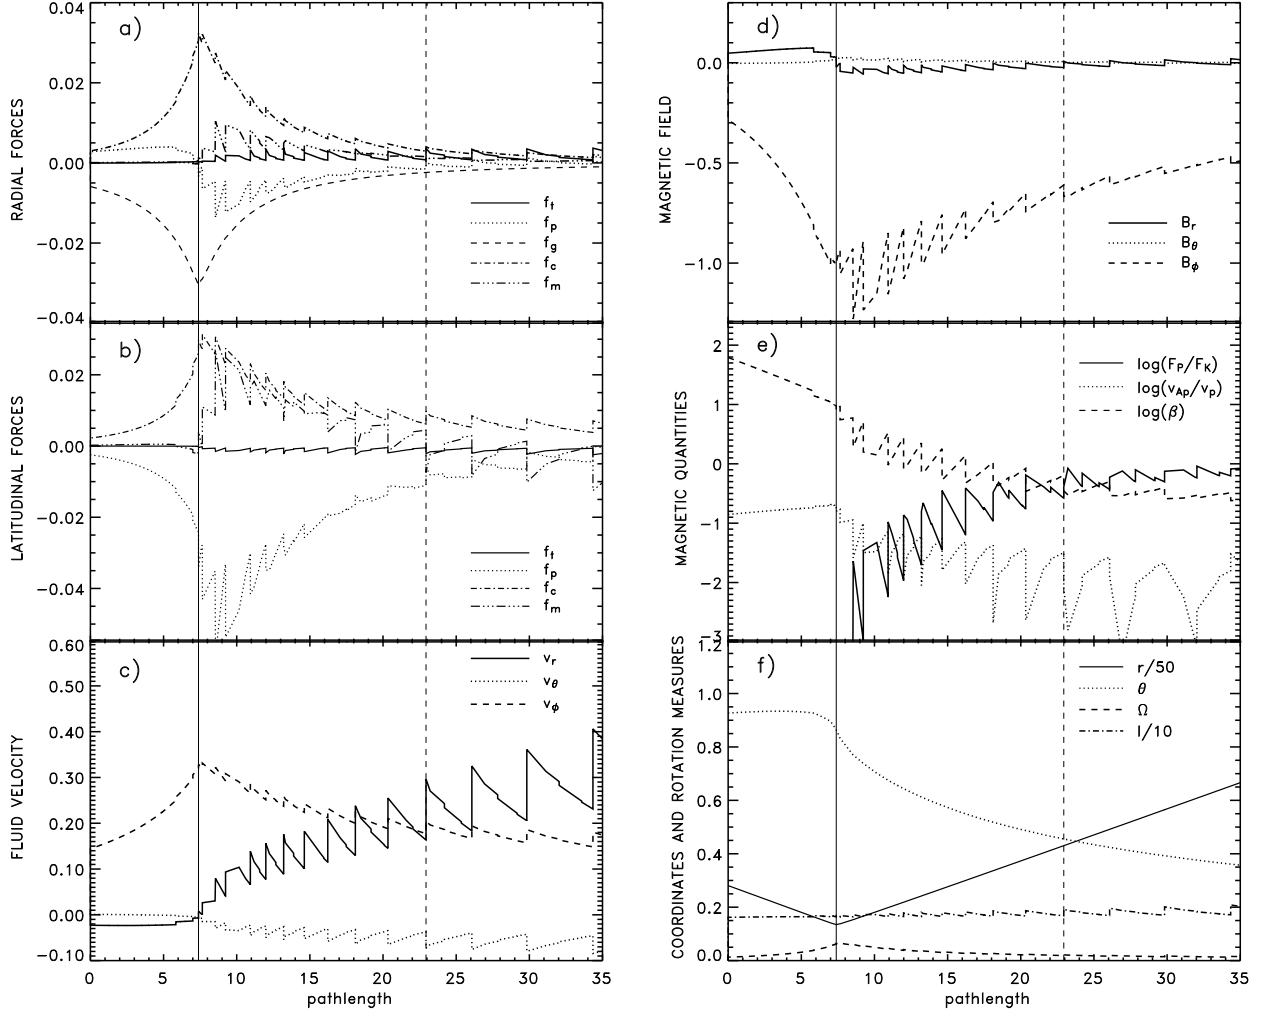 a)
0.04
0.02
0.00
−0.02
−0.04
RADIAL FORCES
f_t
f_p
f_g
f_c
f_m
b)
0.02
0.00
−0.02
−0.04
LATITUDINAL FORCES
f_t
f_p
f_c
f_m
c)
0.60
0.50
0.40
0.30
0.20
0.10
0.00
−0.10
FLUID VELOCITY
v_r
v_θ
v_ϕ
0 5 10 15 20 25 30 35
pathlength
d)
0.0
−0.5
−1.0
MAGNETIC FIELD
B_r
B_θ
B_ϕ
e)
2
1
0
−1
−2
−3
MAGNETIC QUANTITIES
log(F_P/F_K)
log(v_Ap/v_p)
log(β)
f)
1.2
1.0
0.8
0.6
0.4
0.2
0.0
COORDINATES AND ROTATION MEASURES
r/50
θ
Ω
l/10
0 5 10 15 20 25 30 35
pathlength